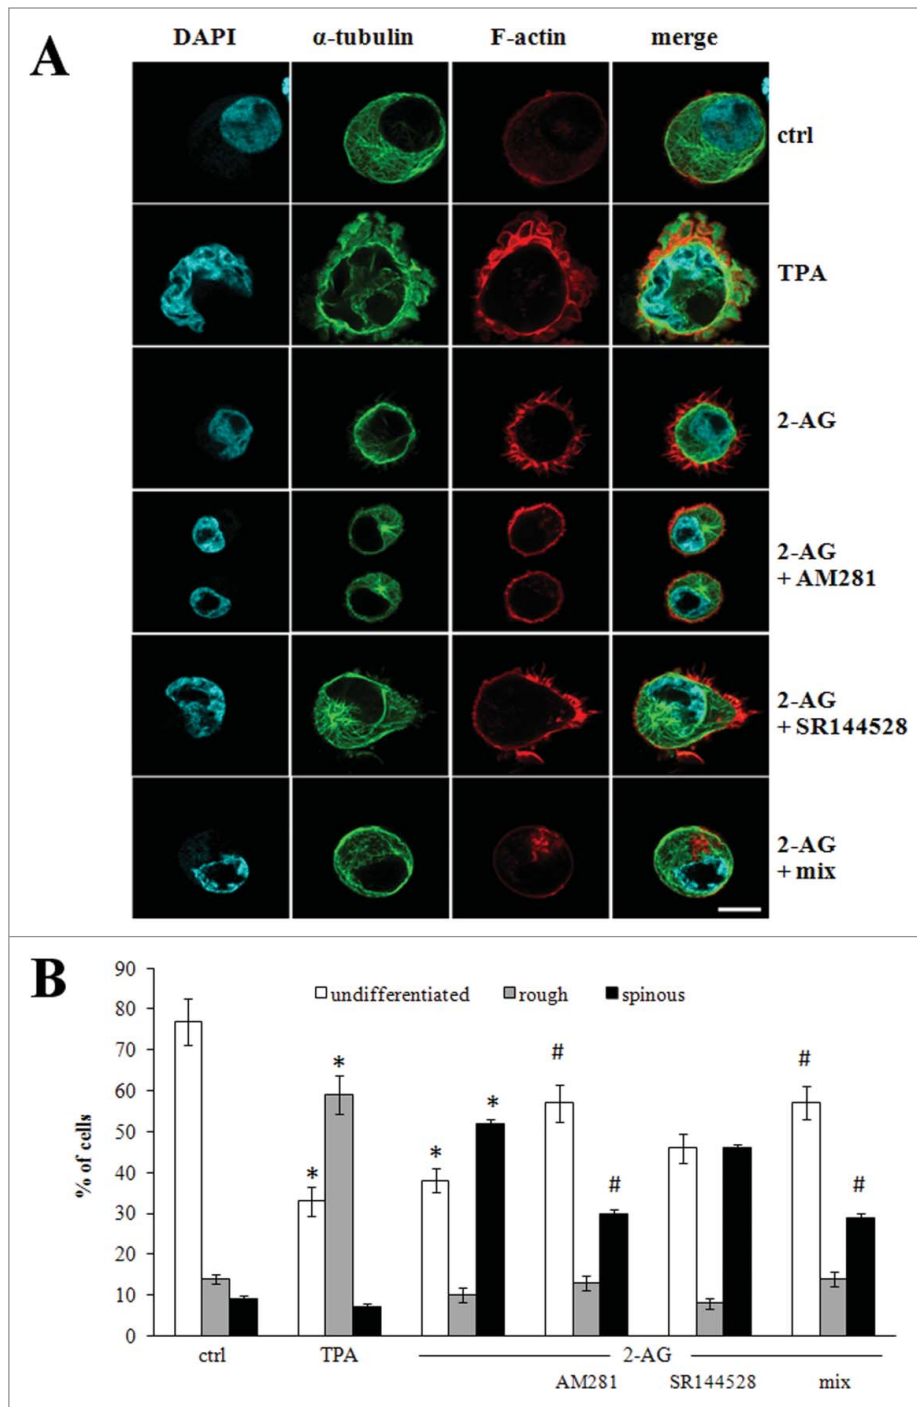 A
DAPI α-tubulin F-actin merge
ctrl
TPA
2-AG
2-AG
+ AM281
2-AG
+ SR144528
2-AG
+ mix
B
90
undifferentiated rough spinous
80
70
60
50
40
30
20
10
0
% of cells
* * * * # # # #
ctrl TPA 2-AG
AM281 SR144528 mix